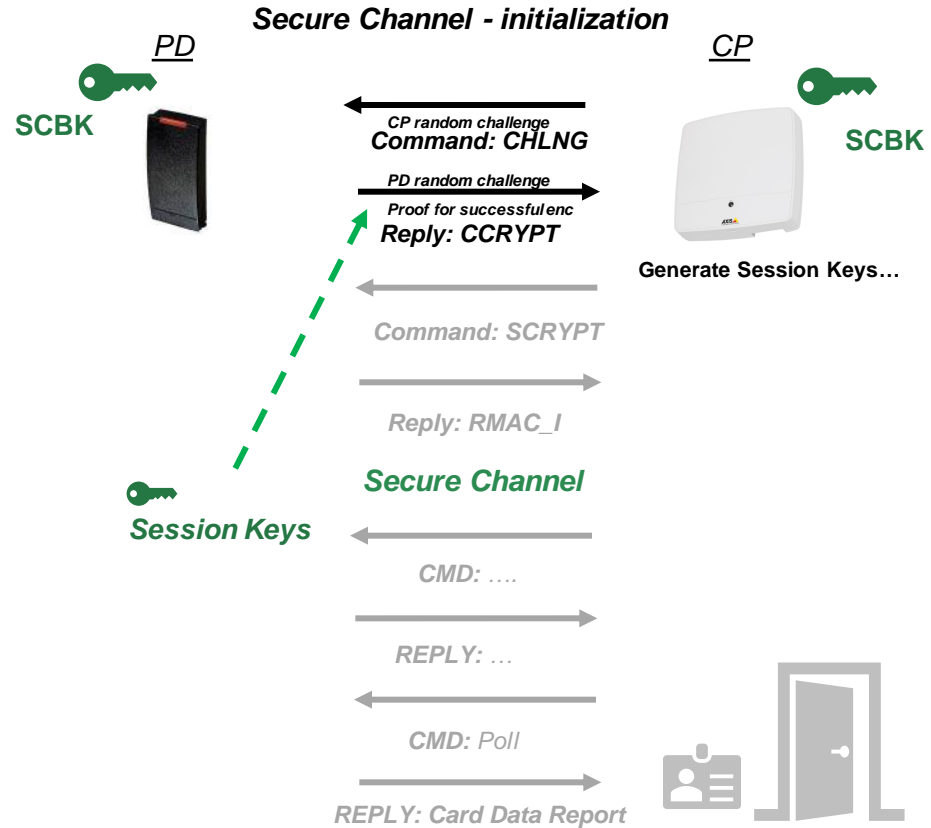 Secure Channel - initialization
PD
CP
SCBK
SCBK
CP random challenge
Command: CHLNG
PD random challenge
Proof for successful enc
Reply: CCRYPT
AXIS
Generate Session Keys…
Command: SCRYPT
Reply: RMAC_I
Secure Channel
Session Keys
CMD: ….
REPLY: …
CMD: Poll
REPLY: Card Data Report